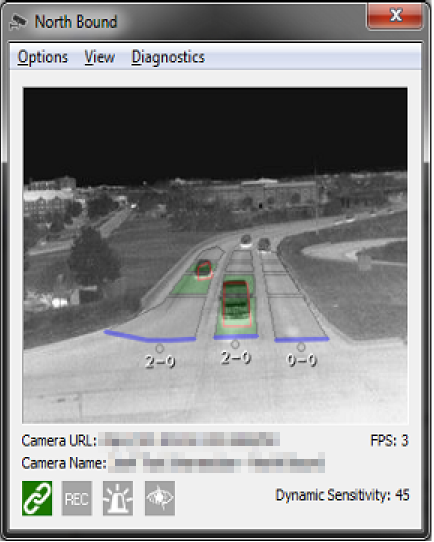 North Bound
Options View Diagnostics
2-0 2-0 0-0
Camera URL: FPS: 3
Camera Name:
REC Dynamic Sensitivity: 45